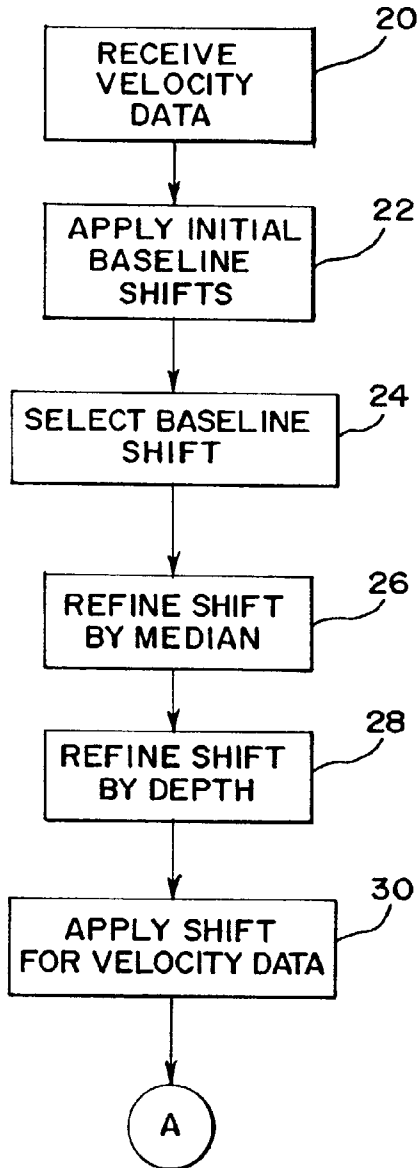 20
RECEIVE
VELOCITY
DATA
22
APPLY INITIAL
BASELINE
SHIFTS
24
SELECT BASELINE
SHIFT
26
REFINE SHIFT
BY MEDIAN
28
REFINE SHIFT
BY DEPTH
30
APPLY SHIFT
FOR VELOCITY DATA
A